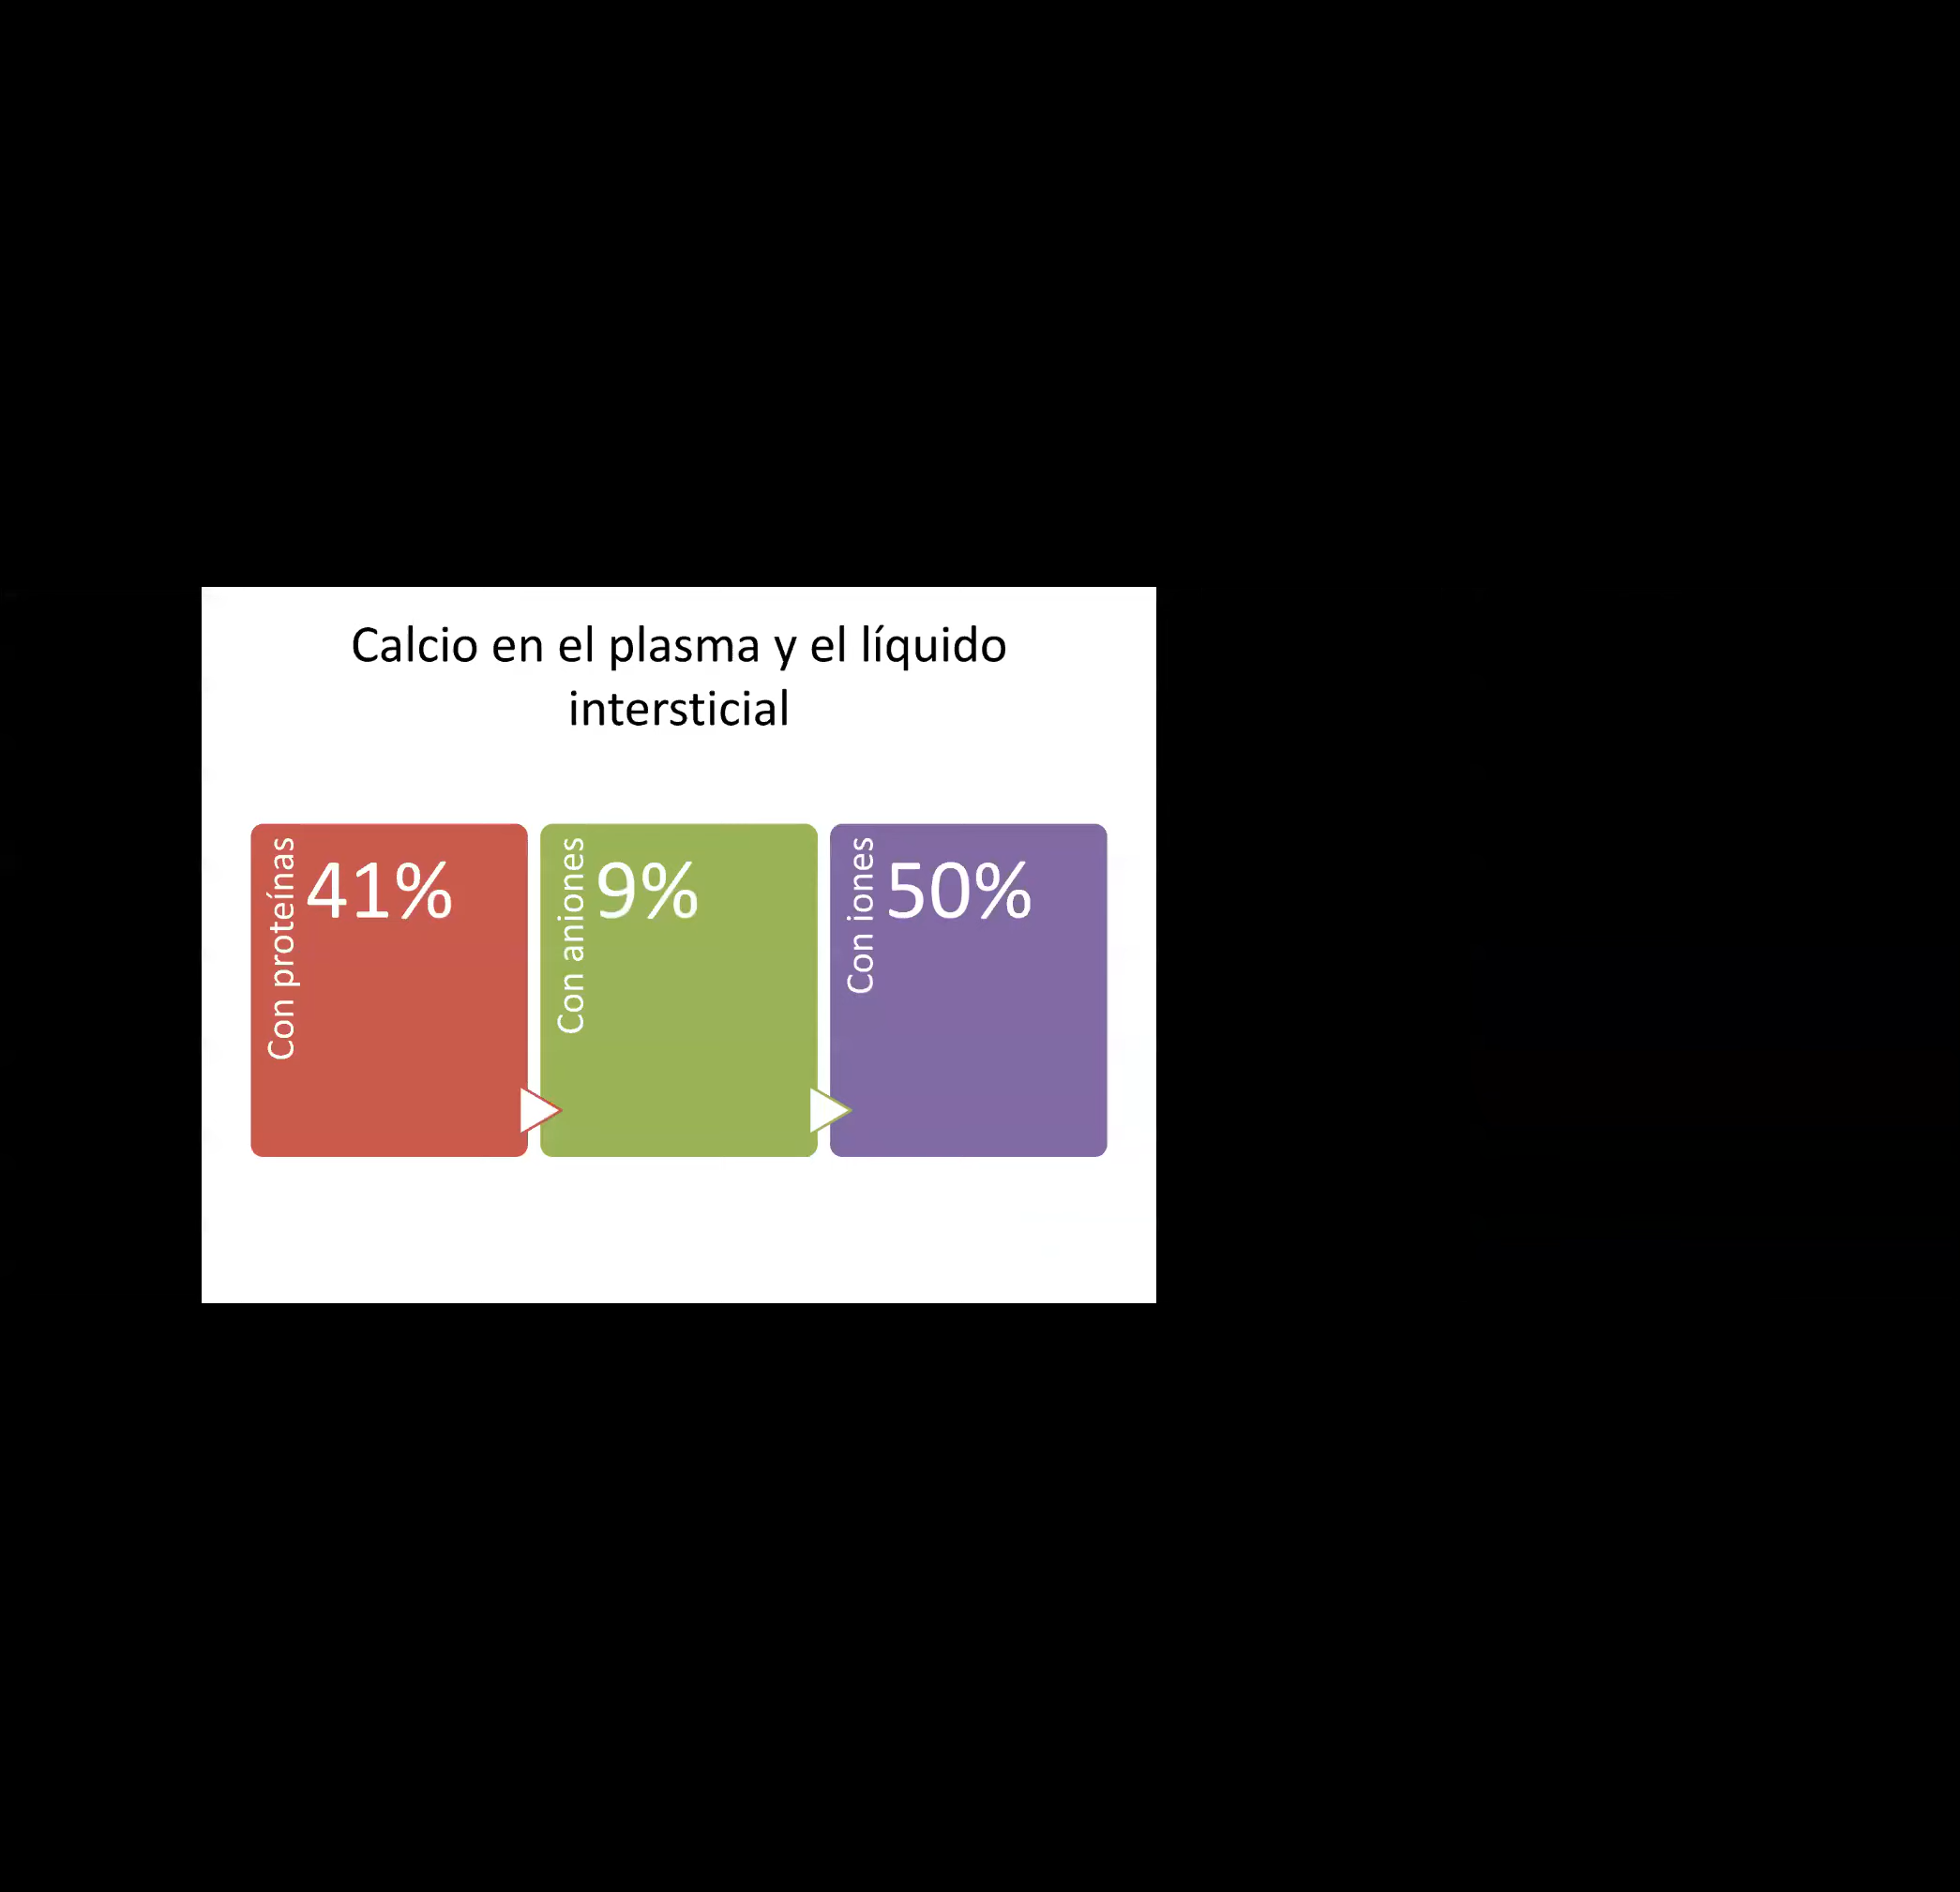 Calcio en el plasma y el líquido
intersticial
Con proteínas
41%
Con aniones
9%
Con iones
50%